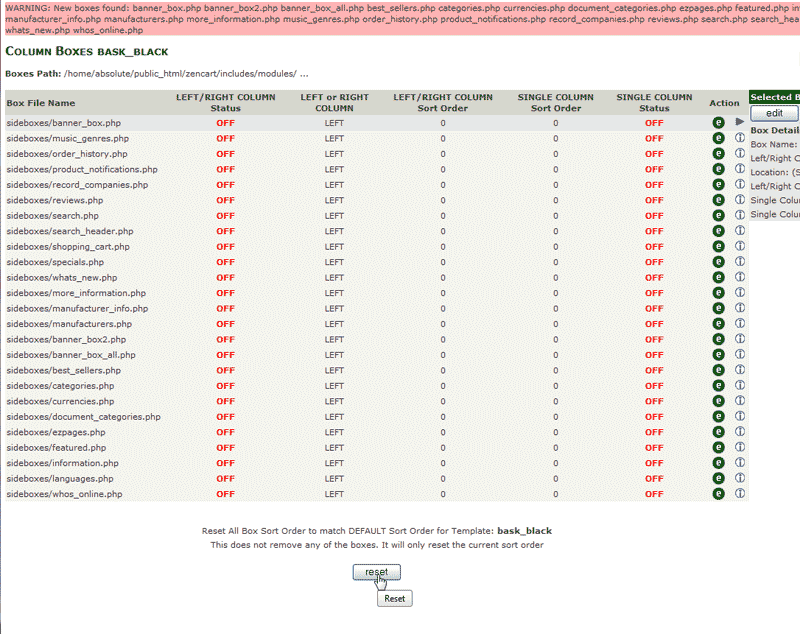 WARNING: New boxes found: banner_box.php banner_box2.php banner_box_all.php best_sellers.php categories.php currencies.php document_categories.php ezpages.php featured.php
manufacturer_info.php manufacturers.php more_information.php music_genres.php order_history.php product_notifications.php record_companies.php reviews.php search.php
whats_new.php whos_online.php
COLUMN BOXES BASK_BLACK
Boxes Path: /home/absolute/public_html/zencart/includes/modules/ ...
Box File Name LEFT/RIGHT COLUMN Status LEFT or RIGHT COLUMN LEFT/RIGHT COLUMN Sort Order SINGLE COLUMN Sort Order SINGLE COLUMN Status Action Selected
sideboxes/banner_box.php OFF LEFT 0 0 OFF e edit
sideboxes/music_genres.php OFF LEFT 0 0 OFF e i Box
sideboxes/order_history.php OFF LEFT 0 0 OFF e i Box Name:
sideboxes/product_notifications.php OFF LEFT 0 0 OFF e i Left/Right
sideboxes/record_companies.php OFF LEFT 0 0 OFF e i Location:
sideboxes/reviews.php OFF LEFT 0 0 OFF e i Left/Right
sideboxes/search.php OFF LEFT 0 0 OFF e i Single
sideboxes/search_header.php OFF LEFT 0 0 OFF e i Single
sideboxes/shopping_cart.php OFF LEFT 0 0 OFF e i
sideboxes/specials.php OFF LEFT 0 0 OFF e i
sideboxes/whats_new.php OFF LEFT 0 0 OFF e i
sideboxes/more_information.php OFF LEFT 0 0 OFF e i
sideboxes/manufacturer_info.php OFF LEFT 0 0 OFF e i
sideboxes/manufacturers.php OFF LEFT 0 0 OFF e i
sideboxes/banner_box2.php OFF LEFT 0 0 OFF e i
sideboxes/banner_box_all.php OFF LEFT 0 0 OFF e i
sideboxes/best_sellers.php OFF LEFT 0 0 OFF e i
sideboxes/categories.php OFF LEFT 0 0 OFF e i
sideboxes/currencies.php OFF LEFT 0 0 OFF e i
sideboxes/document_categories.php OFF LEFT 0 0 OFF e i
sideboxes/ezpages.php OFF LEFT 0 0 OFF e i
sideboxes/featured.php OFF LEFT 0 0 OFF e i
sideboxes/information.php OFF LEFT 0 0 OFF e i
sideboxes/languages.php OFF LEFT 0 0 OFF e i
sideboxes/whos_online.php OFF LEFT 0 0 OFF e i
Reset All Box Sort Order to match DEFAULT Sort Order for Template: bask_black
This does not remove any of the boxes. It will only reset the current sort order
reset
Reset